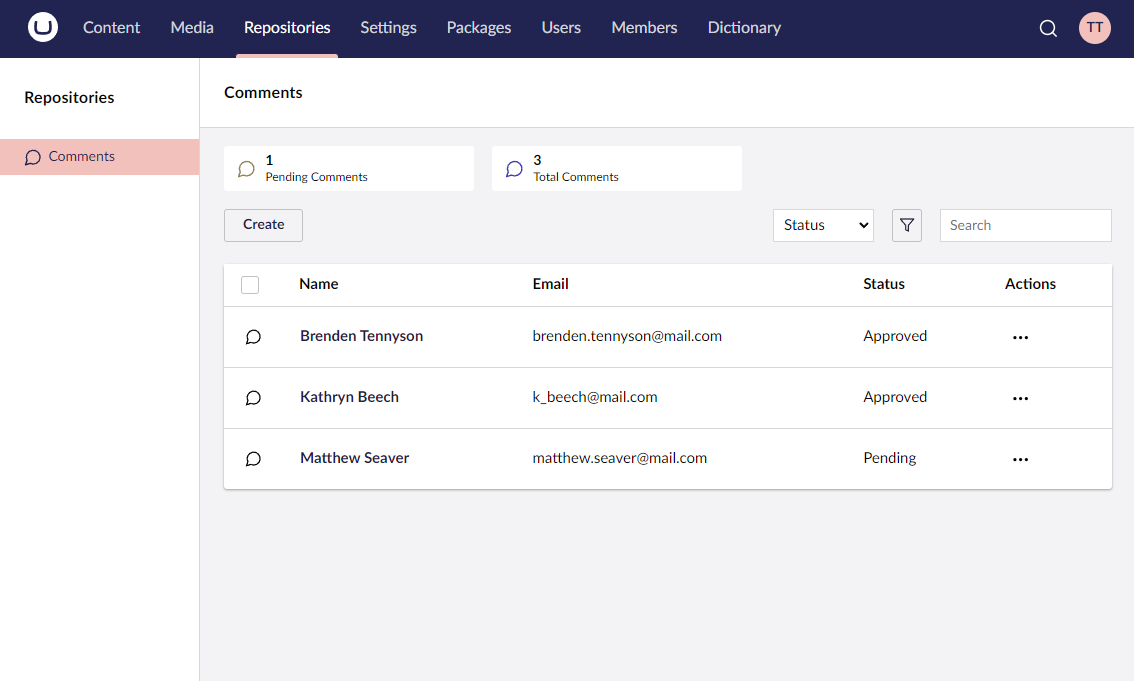 Content Media Repositories Settings Packages Users Members Dictionary TT
Repositories
Comments
Comments
1
Pending Comments
3
Total Comments
Create Status Search
Name Email Status Actions
Brenden Tennyson brenden.tennyson@mail.com Approved
Kathryn Beech k_beech@mail.com Approved
Matthew Seaver matthew.seaver@mail.com Pending